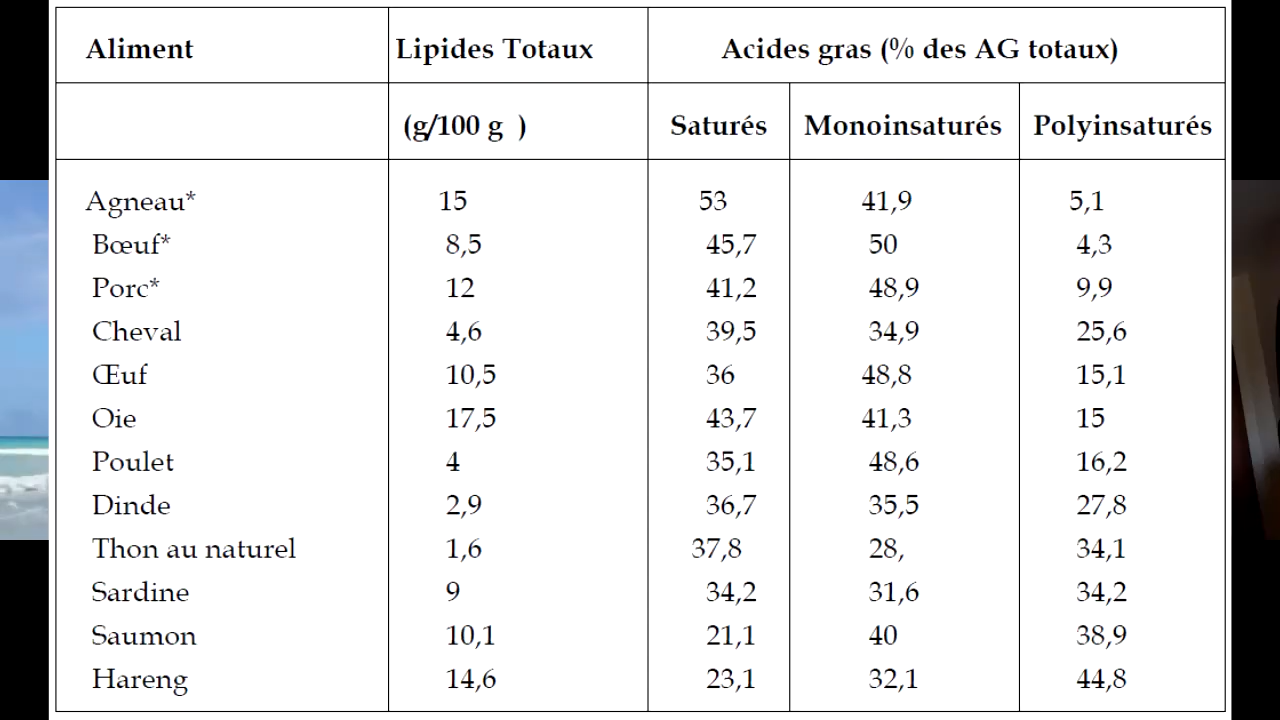 Aliment Lipides Totaux Acides gras (% des AG totaux)
(g/100 g ) Saturés Monoinsaturés Polyinsaturés
Agneau* 15 53 41,9 5,1
Bœuf* 8,5 45,7 50 4,3
Porc* 12 41,2 48,9 9,9
Cheval 4,6 39,5 34,9 25,6
Œuf 10,5 36 48,8 15,1
Oie 17,5 43,7 41,3 15
Poulet 4 35,1 48,6 16,2
Dinde 2,9 36,7 35,5 27,8
Thon au naturel 1,6 37,8 28, 34,1
Sardine 9 34,2 31,6 34,2
Saumon 10,1 21,1 40 38,9
Hareng 14,6 23,1 32,1 44,8